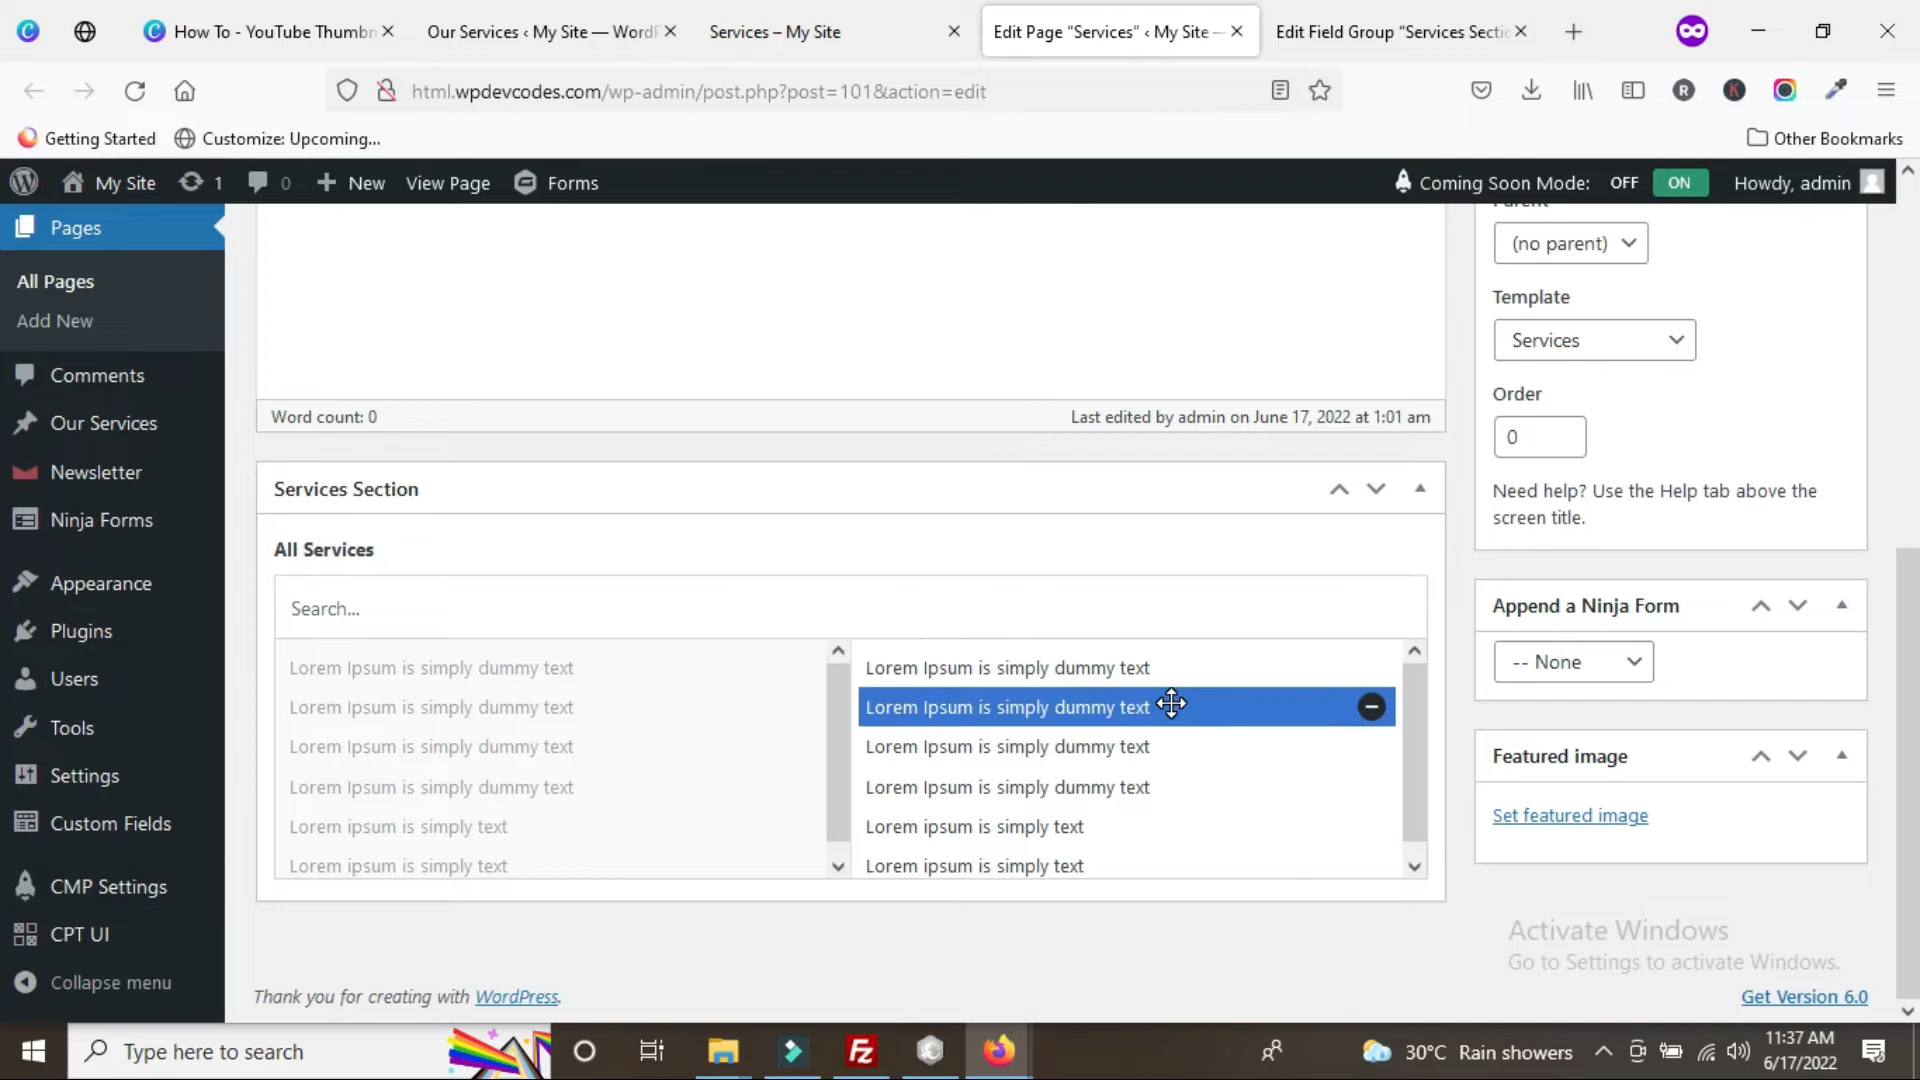 How To - YouTube Thumbn
Our Services ‹ My Site — WordP
Services – My Site
Edit Page “Services” ‹ My Site —
Edit Field Group “Services Sectio
html.wpdevcodes.com/wp-admin/post.php?post=101&action=edit
Getting Started
Customize: Upcoming...
Other Bookmarks
My Site
1
0
New
View Page
Forms
Coming Soon Mode:
OFF
ON
Howdy, admin
Pages
All Pages
Add New
Comments
Our Services
Newsletter
Ninja Forms
Appearance
Plugins
Users
Tools
Settings
Custom Fields
CMP Settings
CPT UI
Collapse menu
Word count: 0
Last edited by admin on June 17, 2022 at 1:01 am
Services Section
All Services
Search...
Lorem Ipsum is simply dummy text
Lorem Ipsum is simply dummy text
Lorem Ipsum is simply dummy text
Lorem Ipsum is simply dummy text
Lorem ipsum is simply text
Lorem ipsum is simply text
Lorem Ipsum is simply dummy text
Lorem Ipsum is simply dummy text
Lorem Ipsum is simply dummy text
Lorem Ipsum is simply dummy text
Lorem ipsum is simply text
Lorem ipsum is simply text
Parent
(no parent)
Template
Services
Order
0
Need help? Use the Help tab above the
screen title.
Append a Ninja Form
-- None
Featured image
Set featured image
Activate Windows
Go to Settings to activate Windows.
Thank you for creating with WordPress.
Get Version 6.0
Type here to search
Fz
30°C Rain showers
11:37 AM
6/17/2022